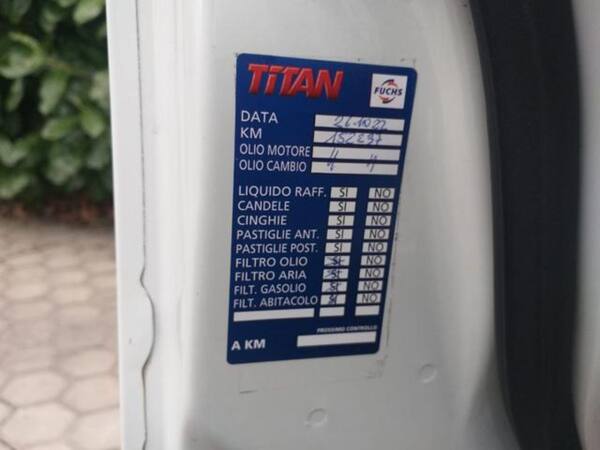 TiTAN FUCHS
DATA 26.10.22
KM
OLIO MOTORE
OLIO CAMBIO
LIQUIDO RAFF. SI NO
CANDELE SI NO
CINGHIE SI NO
PASTIGLIE ANT. SI NO
PASTIGLIE POST. SI NO
FILTRO OLIO SI NO
FILTRO ARIA SI NO
FILT. GASOLIO SI NO
FILT. ABITACOLO SI NO
PROSSIMO CONTROLLO
A KM